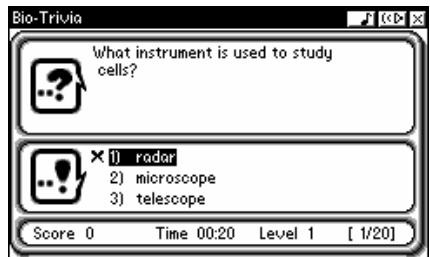 Bio-Trivia
What instrument is used to study
cells?
1) radar
2) microscope
3) telescope
Score 0 Time 00:20 Level 1 [ 1/20]